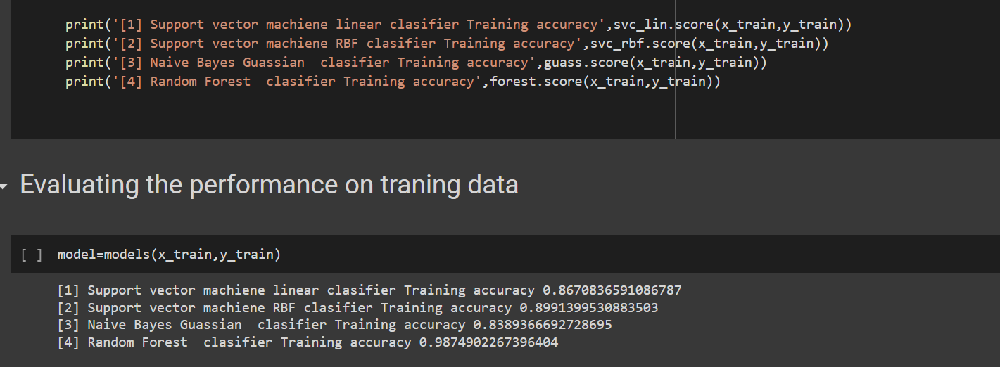 print('[1] Support vector machiene linear clasifier Training accuracy',svc_lin.score(x_train,y_train))
print('[2] Support vector machiene RBF clasifier Training accuracy',svc_rbf.score(x_train,y_train))
print('[3] Naive Bayes Guassian  clasifier Training accuracy',guass.score(x_train,y_train))
print('[4] Random Forest  clasifier Training accuracy',forest.score(x_train,y_train))
Evaluating the performance on traning data
[ ] model=models(x_train,y_train)
[1] Support vector machiene linear clasifier Training accuracy 0.8670836591086787
[2] Support vector machiene RBF clasifier Training accuracy 0.8991399530883503
[3] Naive Bayes Guassian  clasifier Training accuracy 0.8389366692728695
[4] Random Forest  clasifier Training accuracy 0.9874902267396404